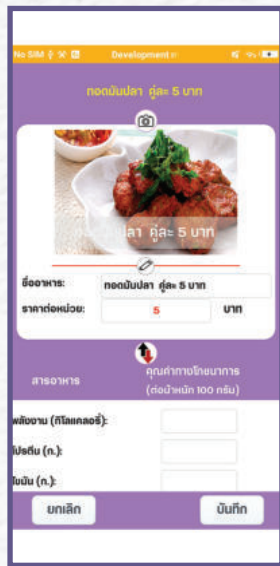 No SIM
Development
ทอดมันปลา คู่ละ 5 บาท
ปลา คู่ละ 5 บาท
ชื่ออาหาร: ทอดมันปลา คู่ละ 5 บาท
ราคาต่อหน่วย: 5 บาท
สารอาหาร
คุณค่าทางโภชนาการ
(ต่อน้ำหนัก 100 กรัม)
พลังงาน (กิโลแคลอรี่):
โปรตีน (ก.):
ไขมัน (ก.):
ยกเลิก บันทึก